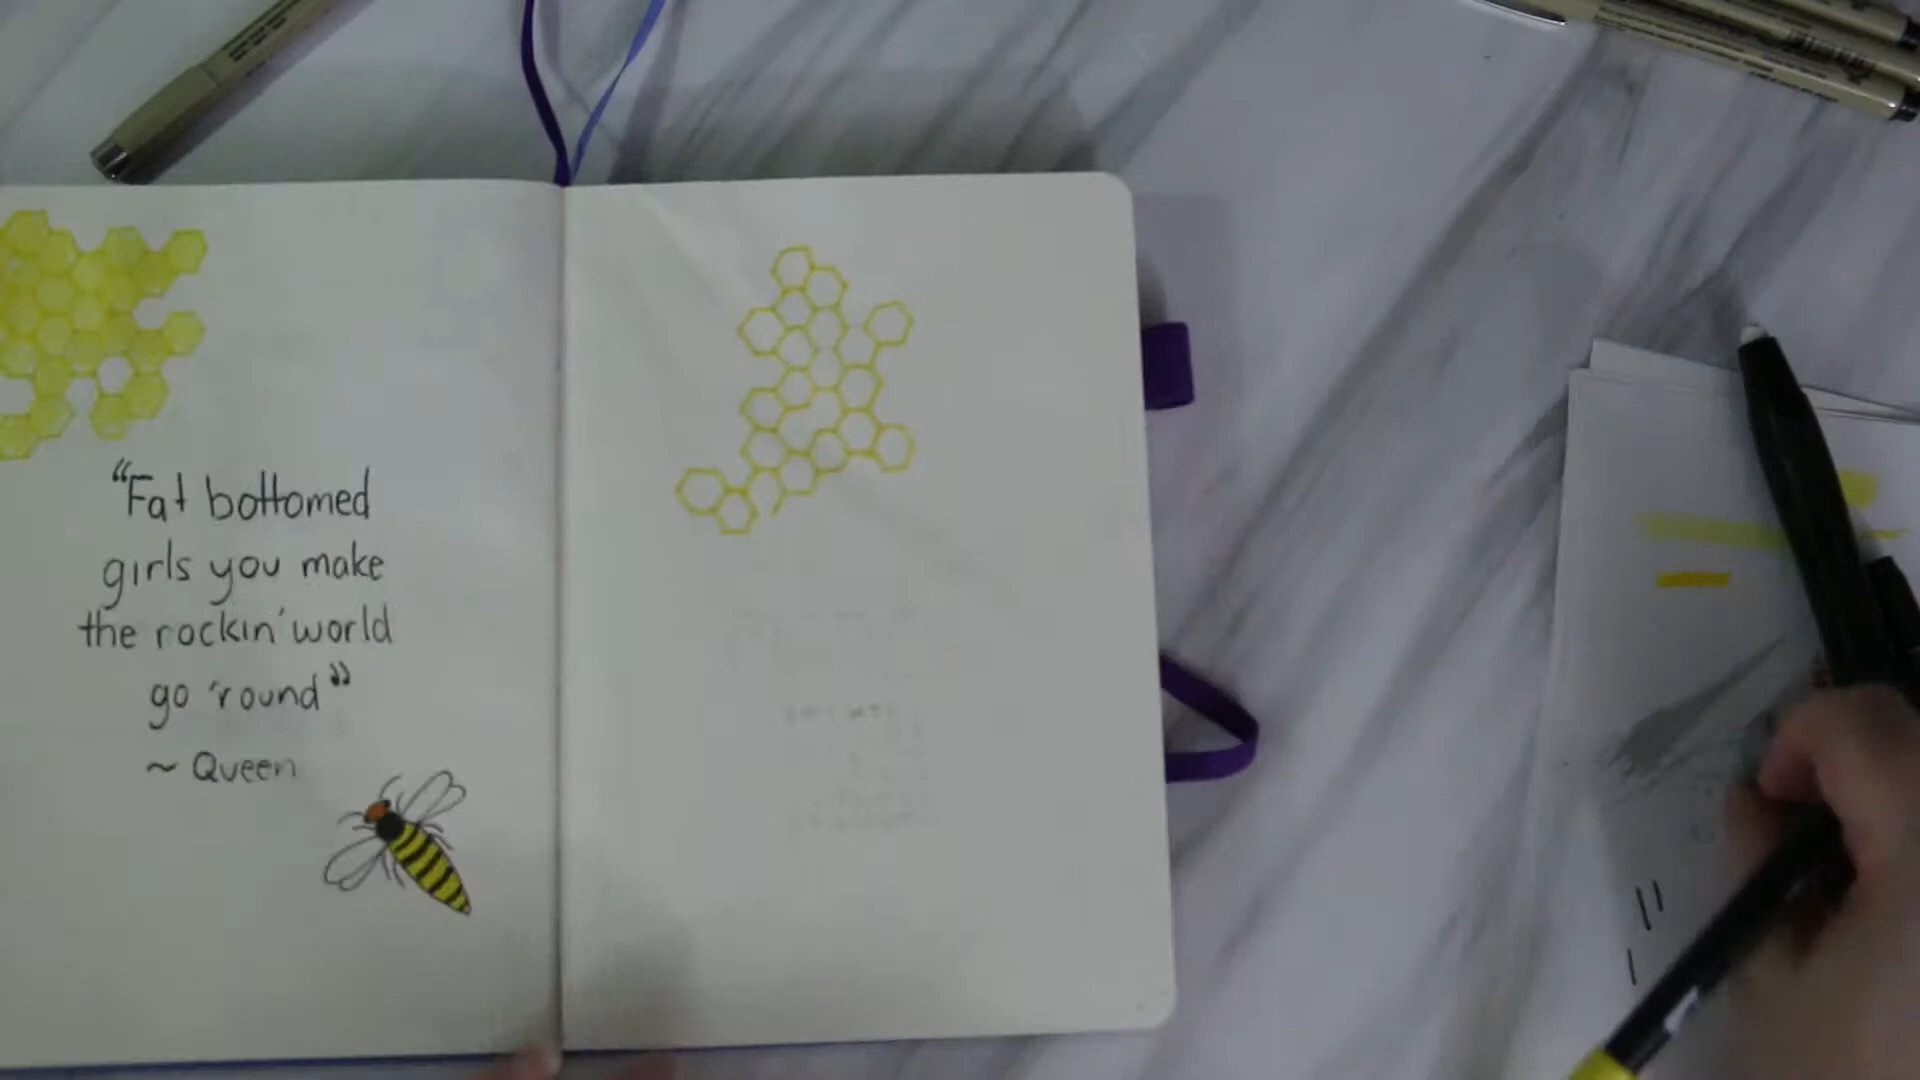 “Fat bottomed
girls you make
the rockin' world
go 'round”
~ Queen